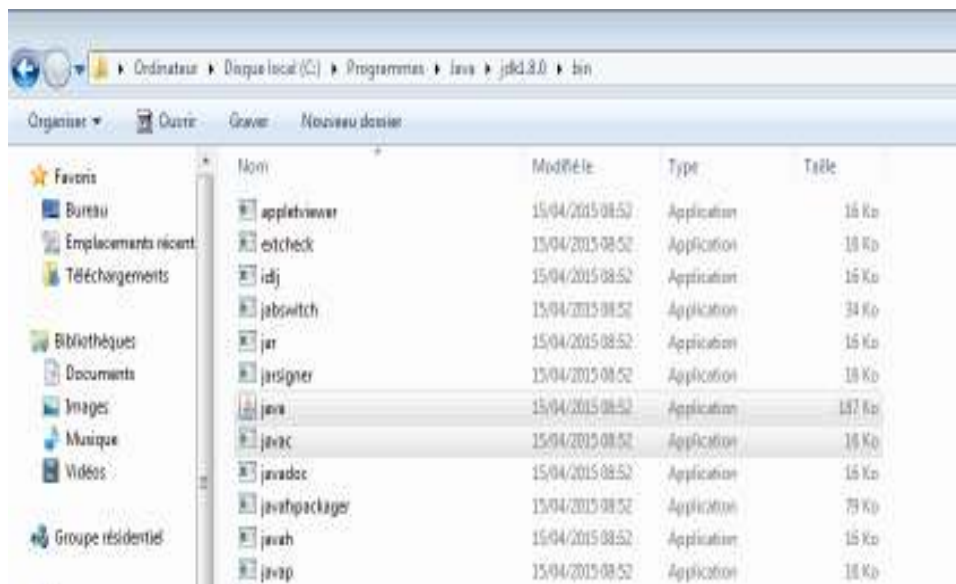 Ordinateur ▸ Disque local (C:) ▸ Programmes ▸ Java ▸ jdk1.8.0 ▸ bin
Organiser ▾ Ouvrir Graver Nouveau dossier
Nom Modifié le Type Taille
Favoris
Bureau
Emplacements récent
Téléchargements
Bibliothèques
Documents
Images
Musique
Vidéos
Groupe résidentiel
appletviewer 15/04/2015 08:52 Application 16 Ko
extcheck 15/04/2015 08:52 Application 16 Ko
idlj 15/04/2015 08:52 Application 16 Ko
jabswitch 15/04/2015 08:52 Application 34 Ko
jar 15/04/2015 08:52 Application 16 Ko
jarsigner 15/04/2015 08:52 Application 16 Ko
java 15/04/2015 08:52 Application 187 Ko
javac 15/04/2015 08:52 Application 16 Ko
javadoc 15/04/2015 08:52 Application 16 Ko
javafxpackager 15/04/2015 08:52 Application 79 Ko
javah 15/04/2015 08:52 Application 16 Ko
javap 15/04/2015 08:52 Application 16 Ko